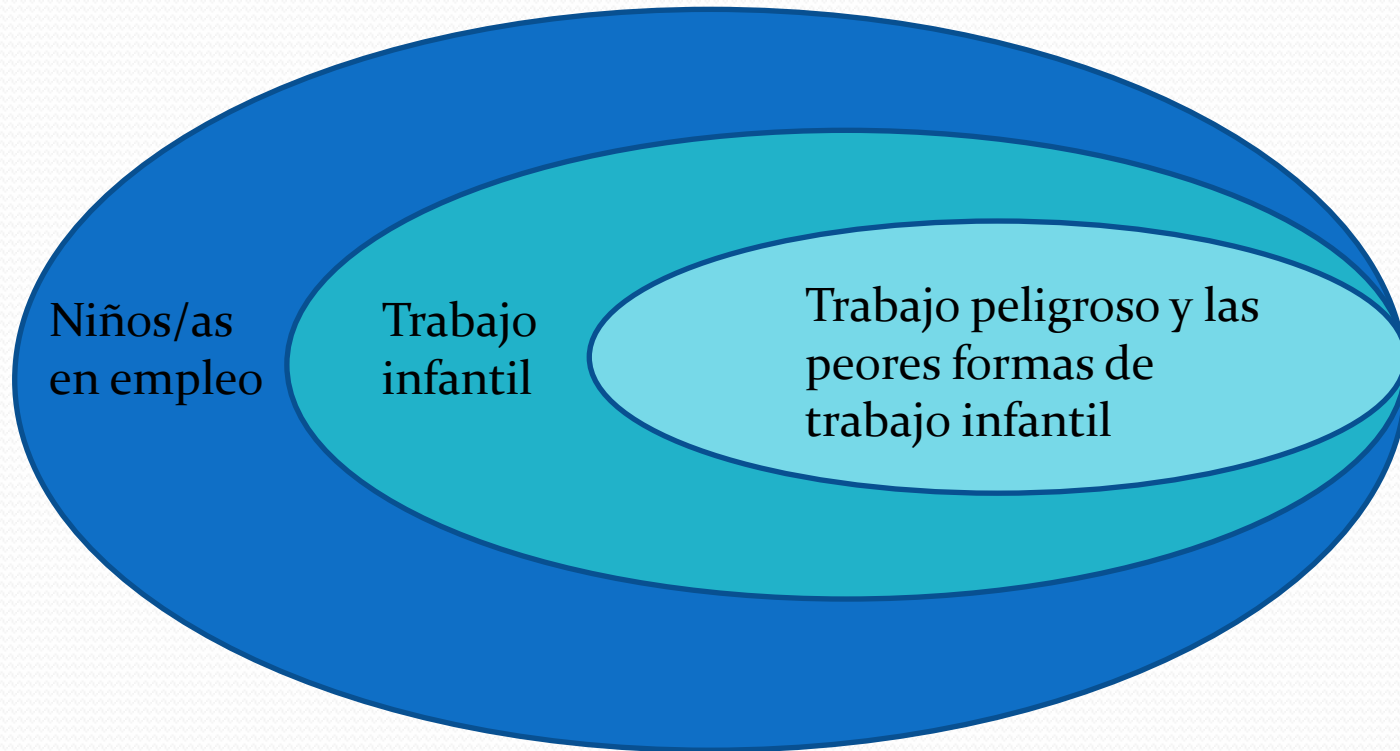 Niños/as
en empleo
Trabajo
infantil
Trabajo peligroso y las
peores formas de
trabajo infantil